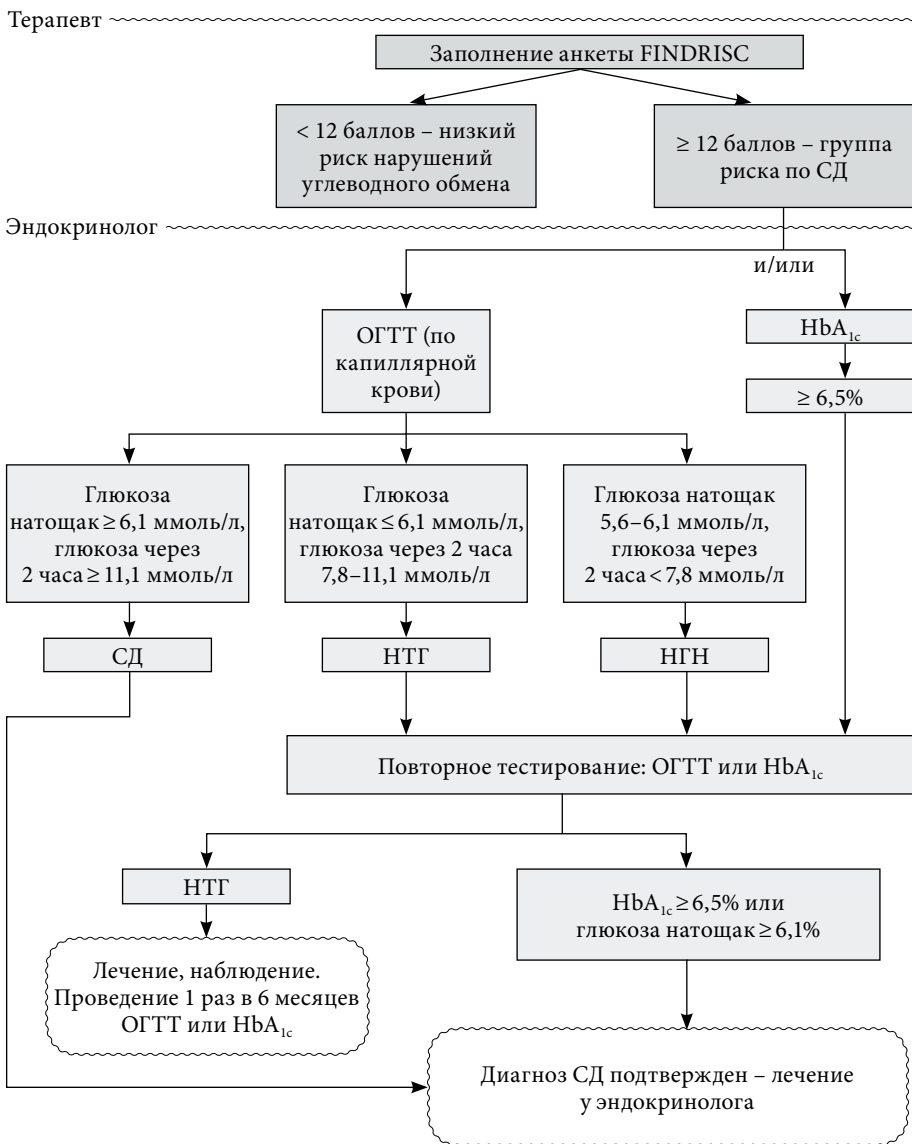 Терапевт
Заполнение анкеты FINDRISC
< 12 баллов – низкий
риск нарушений
углеводного обмена
≥ 12 баллов – группа
риска по СД
Эндокринолог
и/или
ОГТТ (по
капиллярной
крови)
HbA1c
≥ 6,5%
Глюкоза
натощак ≥ 6,1 ммоль/л,
глюкоза через
2 часа ≥ 11,1 ммоль/л
Глюкоза
натощак ≤ 6,1 ммоль/л,
глюкоза через 2 часа
7,8–11,1 ммоль/л
Глюкоза натощак
5,6–6,1 ммоль/л,
глюкоза через
2 часа < 7,8 ммоль/л
СД
НТГ
НГН
Повторное тестирование: ОГТТ или HbA1c
НТГ
HbA1c ≥ 6,5% или
глюкоза натощак ≥ 6,1%
Лечение, наблюдение.
Проведение 1 раз в 6 месяцев
ОГТТ или HbA1c
Диагноз СД подтвержден – лечение
у эндокринолога